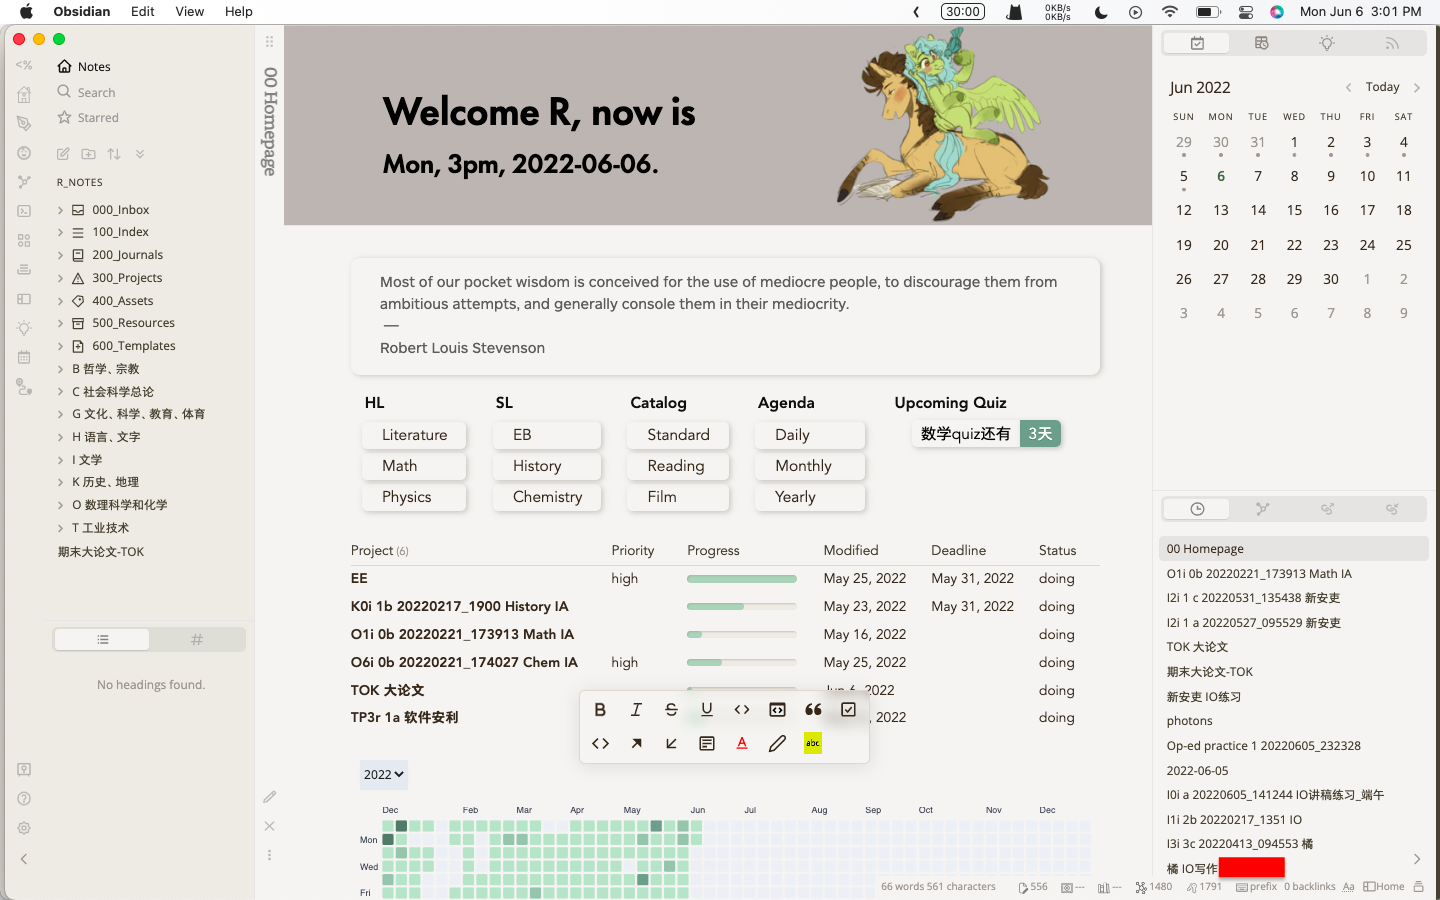 Obsidian Edit View Help 30:00 0KB/s 0KB/s Mon Jun 6 3:01 PM
Notes
Search
Starred
R_NOTES
000_Inbox
100_Index
200_Journals
300_Projects
400_Assets
500_Resources
600_Templates
B 哲学、宗教
C 社会科学总论
G 文化、科学、教育、体育
H 语言、文字
I 文学
K 历史、地理
O 数理科学和化学
T 工业技术
期末大论文-TOK
No headings found.
00 Homepage
Welcome R, now is
Mon, 3pm, 2022-06-06.
Most of our pocket wisdom is conceived for the use of mediocre people, to discourage them from
ambitious attempts, and generally console them in their mediocrity.
—
Robert Louis Stevenson
HL SL Catalog Agenda Upcoming Quiz
Literature EB Standard Daily 数学quiz还有 3天
Math History Reading Monthly
Physics Chemistry Film Yearly
Project (6) Priority Progress Modified Deadline Status
EE high May 25, 2022 May 31, 2022 doing
K0i 1b 20220217_1900 History IA May 23, 2022 May 31, 2022 doing
O1i 0b 20220221_173913 Math IA May 16, 2022 doing
O6i 0b 20220221_174027 Chem IA high May 25, 2022 doing
TOK 大论文 Jun 6, 2022 doing
TP3r 1a 软件安利 , 2022 doing
B I S U
A abc
2022
Dec Feb Mar Apr May Jun Jul Aug Sep Oct Nov Dec
Mon
Wed
Fri
Jun 2022 Today
SUN MON TUE WED THU FRI SAT
29 30 31 1 2 3 4
5 6 7 8 9 10 11
12 13 14 15 16 17 18
19 20 21 22 23 24 25
26 27 28 29 30 1 2
3 4 5 6 7 8 9
00 Homepage
O1i 0b 20220221_173913 Math IA
I2i 1 c 20220531_135438 新安吏
I2i 1 a 20220527_095529 新安吏
TOK 大论文
期末大论文-TOK
新安吏 IO练习
photons
Op-ed practice 1 20220605_232328
2022-06-05
I0i a 20220605_141244 IO讲稿练习_端午
I1i 2b 20220217_1351 IO
I3i 3c 20220413_094553 橘
橘 IO写作
66 words 561 characters 556 --- --- 1480 1791 prefix 0 backlinks Aa Home